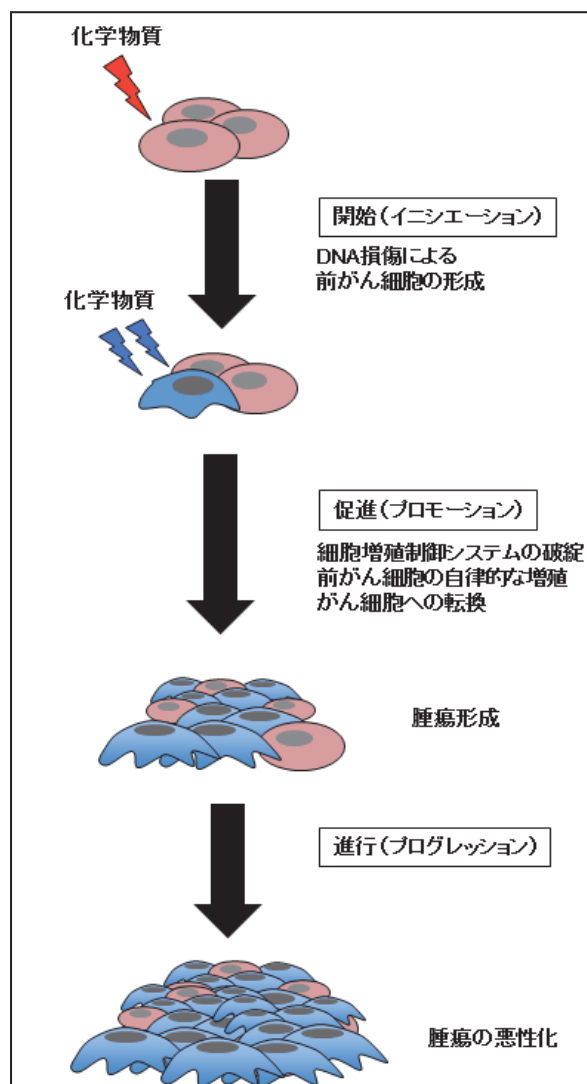 化学物質
開始(イニシエーション)
DNA損傷による
前がん細胞の形成
化学物質
促進(プロモーション)
細胞増殖制御システムの破綻
前がん細胞の自律的な増殖
がん細胞への転換
腫瘍形成
進行(プログレッション)
腫瘍の悪性化